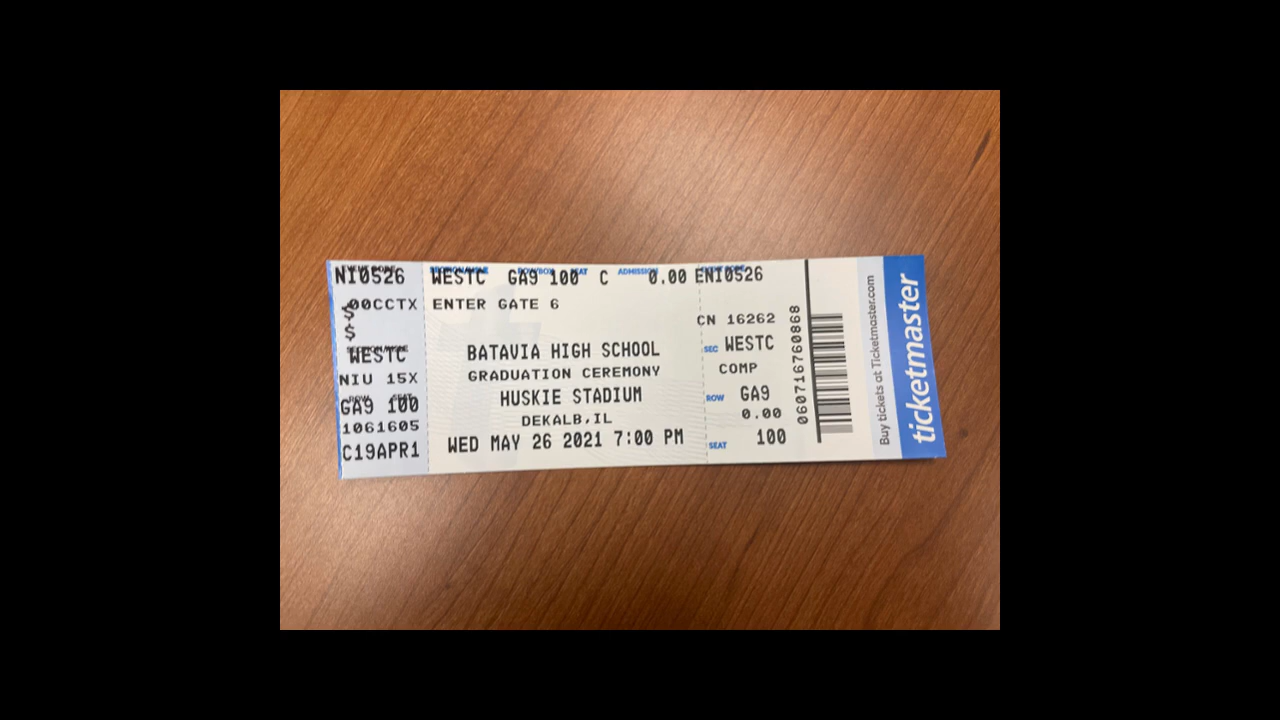 NI0526
$.00CCTX
$
WESTC
NIU 15X
GA9 100
1061605
C19APR1
WESTC GA9 100 C 0.00 ENI0526
ADMISSION
ENTER GATE 6
BATAVIA HIGH SCHOOL
GRADUATION CEREMONY
HUSKIE STADIUM
DEKALB,IL
WED MAY 26 2021 7:00 PM
CN 16262
SEC WESTC
COMP
ROW GA9
0.00
SEAT 100
060716760868
Buy tickets at Ticketmaster.com
ticketmaster